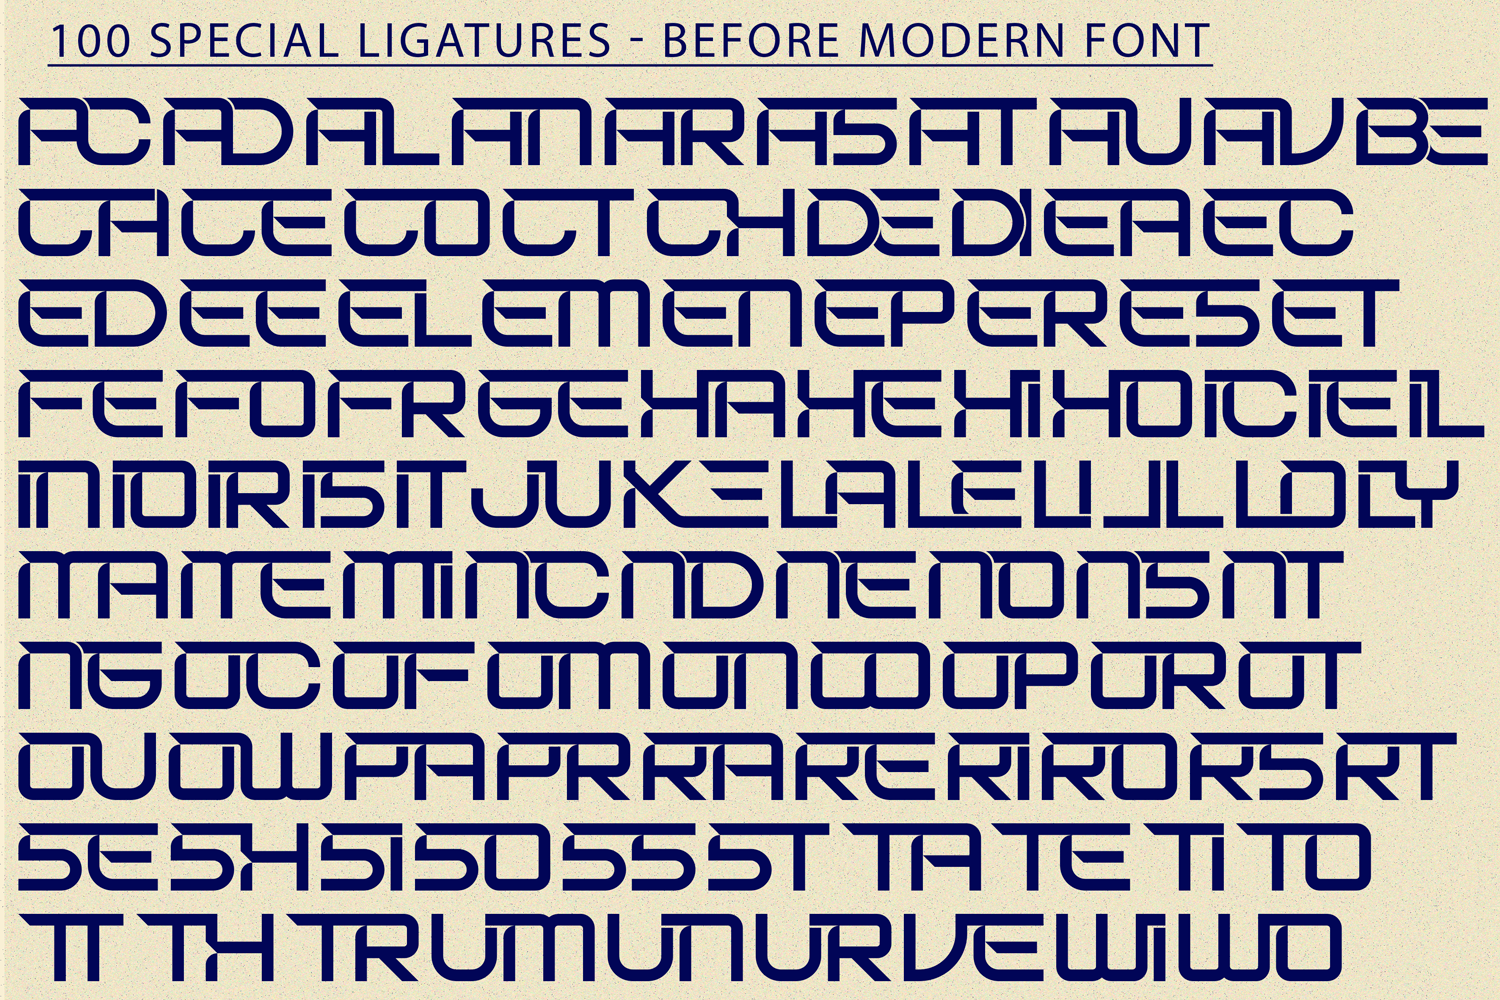 100 SPECIAL LIGATURES - BEFORE MODERN FONT
AC AD AL AN AR AS AT AU AV BE
CA CE CO CT CH DE DI EA EC
ED EE EL EM EN EP ER ES ET
FE FO FR GE HA HE HI HO IC IE IL
IN IO IR IS IT JU KE LA LE LI LL LO LY
MA ME MI NC ND NE NO NS NT
NG OC OF OM ON OO OP OR OT
OU OW PA PR RA RE RI RO RS RT
SE SH SI SO SS ST TA TE TI TO
TT TH TR UM UN UR VE WI WO